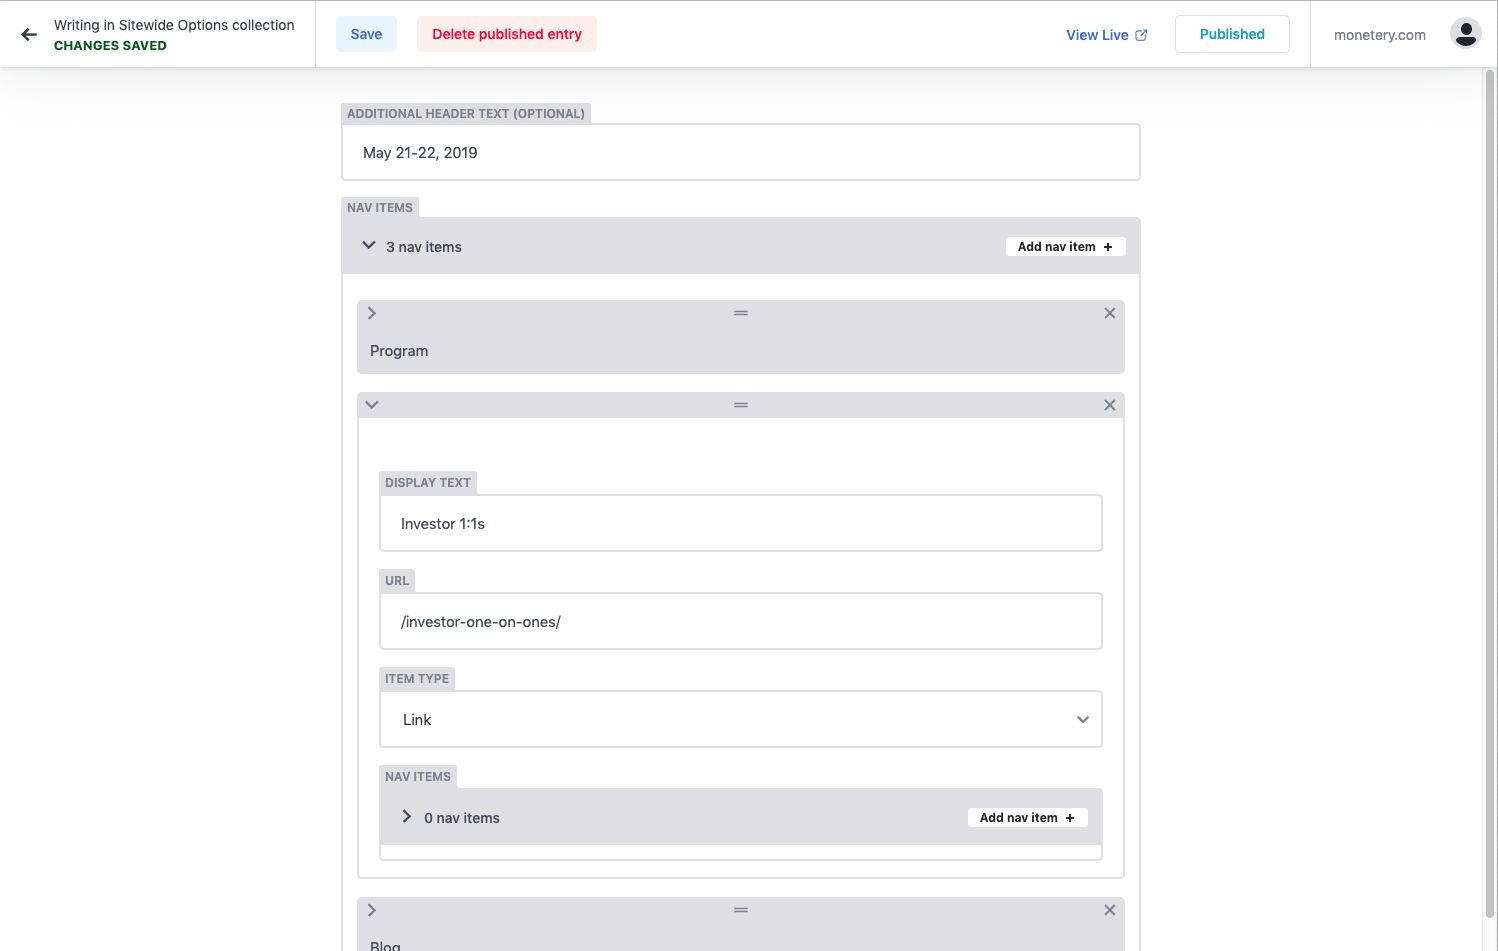 Writing in Sitewide Options collection
CHANGES SAVED
Save
Delete published entry
View Live
Published
monetery.com
ADDITIONAL HEADER TEXT (OPTIONAL)
May 21-22, 2019
NAV ITEMS
3 nav items
Add nav item +
Program
DISPLAY TEXT
Investor 1:1s
URL
/investor-one-on-ones/
ITEM TYPE
Link
NAV ITEMS
0 nav items
Add nav item +
Blog